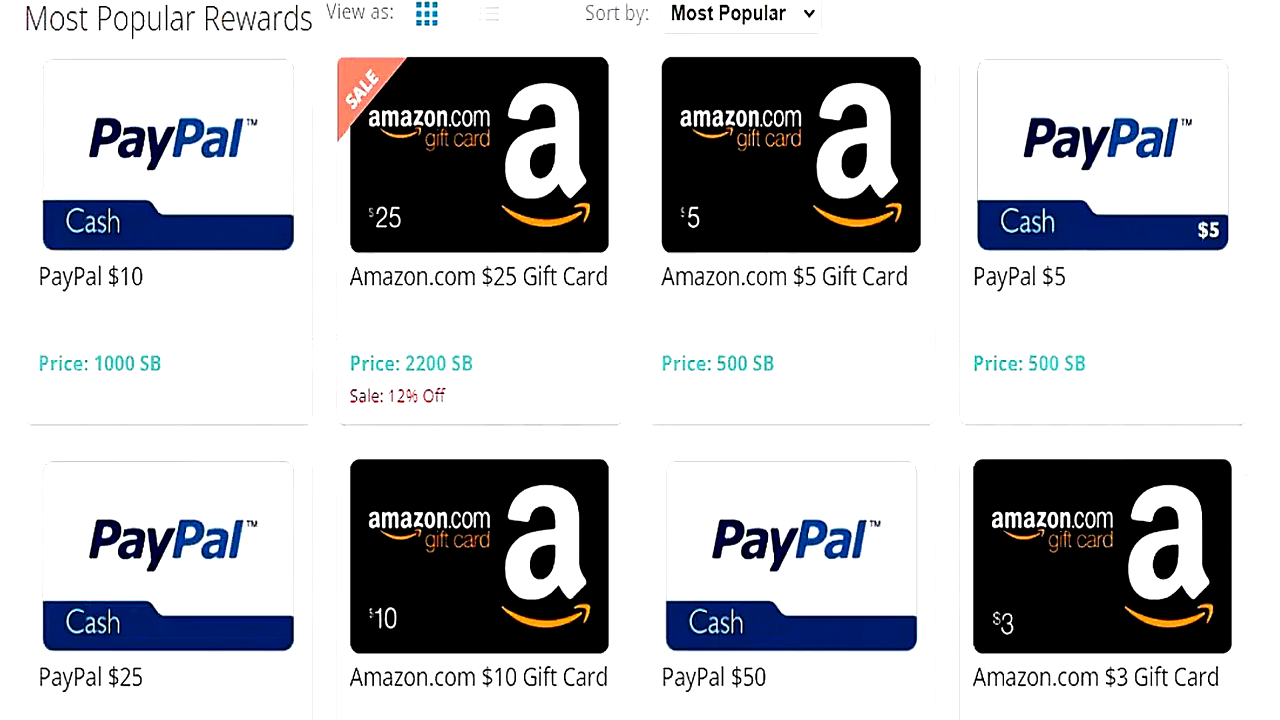 Most Popular Rewards View as: Sort by: Most Popular
PayPal™
Cash
PayPal $10
Price: 1000 SB
SALE
amazon.com
gift card
a
$25
Amazon.com $25 Gift Card
Price: 2200 SB
Sale: 12% Off
amazon.com
gift card
a
$5
Amazon.com $5 Gift Card
Price: 500 SB
PayPal™
Cash
$5
PayPal $5
Price: 500 SB
PayPal™
Cash
PayPal $25
amazon.com
gift card
a
$10
Amazon.com $10 Gift Card
PayPal™
Cash
PayPal $50
amazon.com
gift card
a
$3
Amazon.com $3 Gift Card